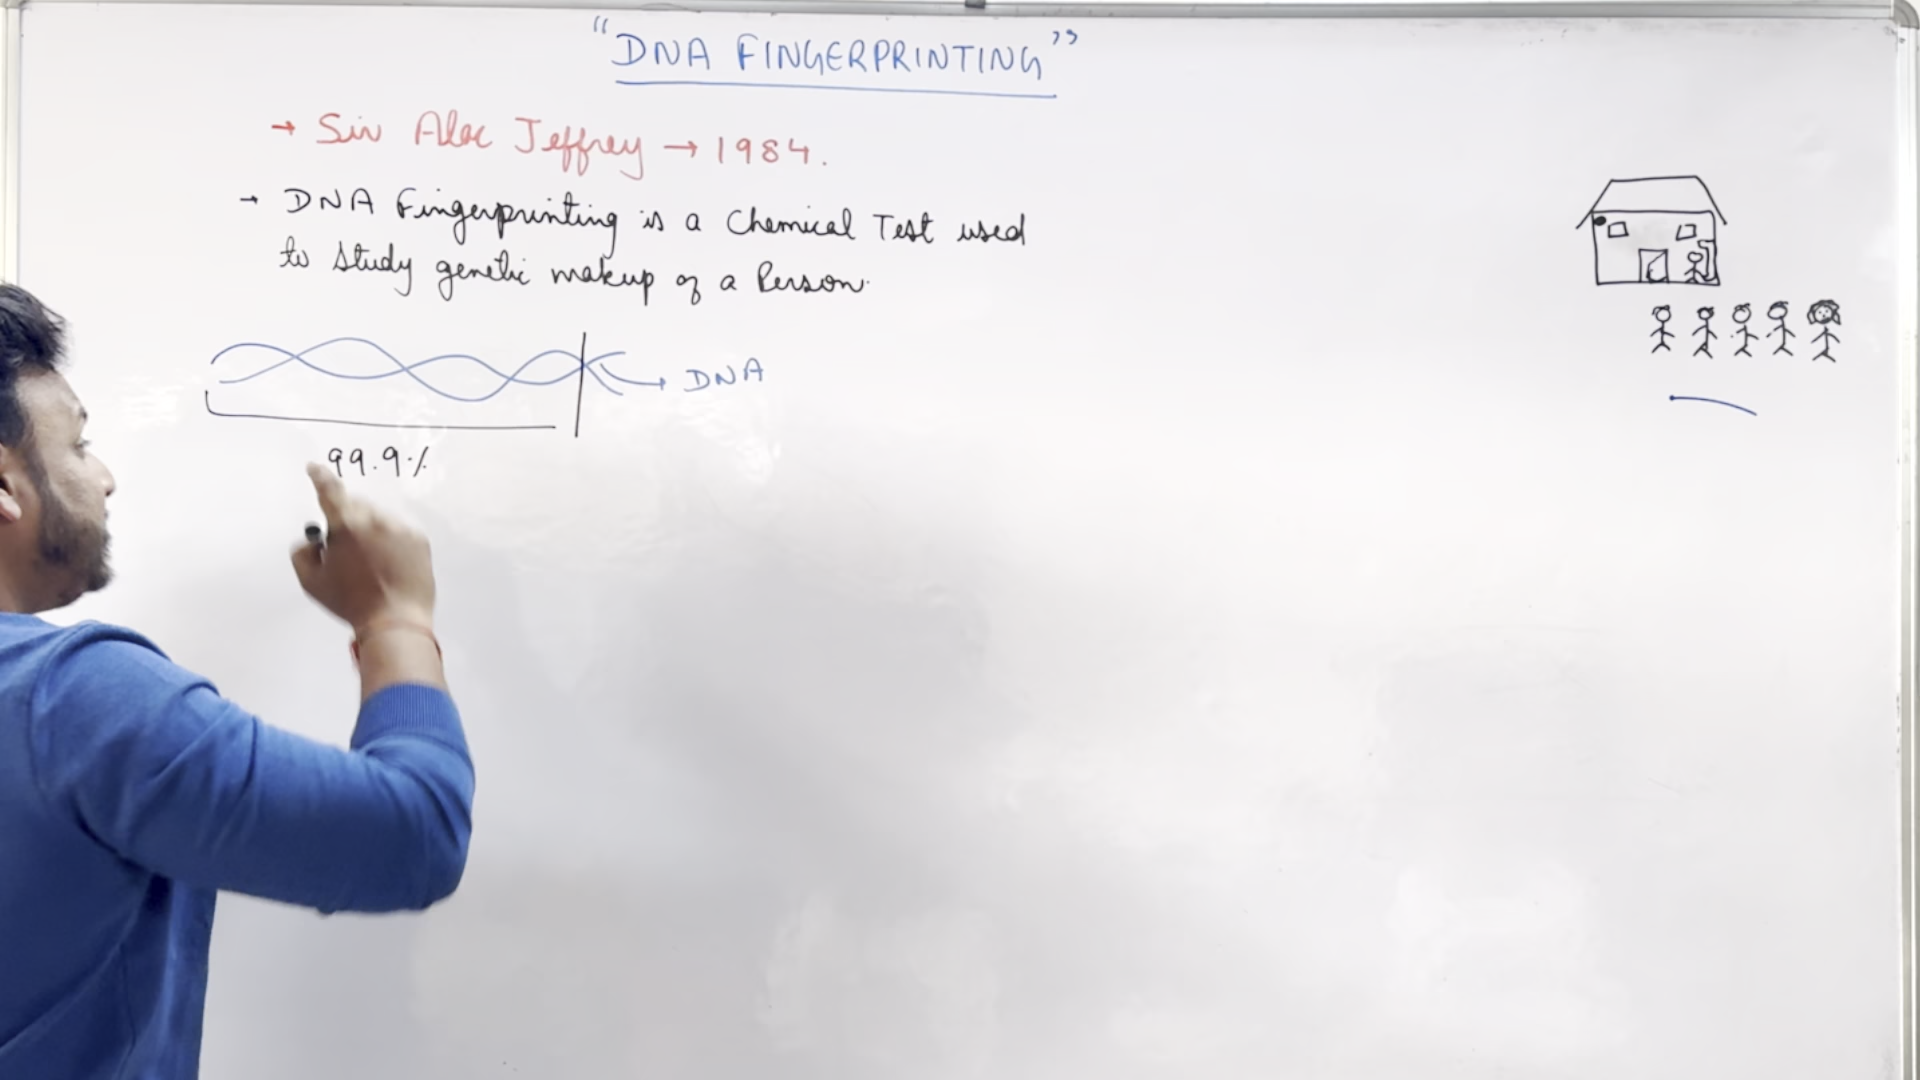 "DNA FINGERPRINTING"
→ Sir Alec Jeffrey → 1984.
→ DNA Fingerprinting is a Chemical Test used
to study genetic makeup of a Person.
→ DNA
99.9%